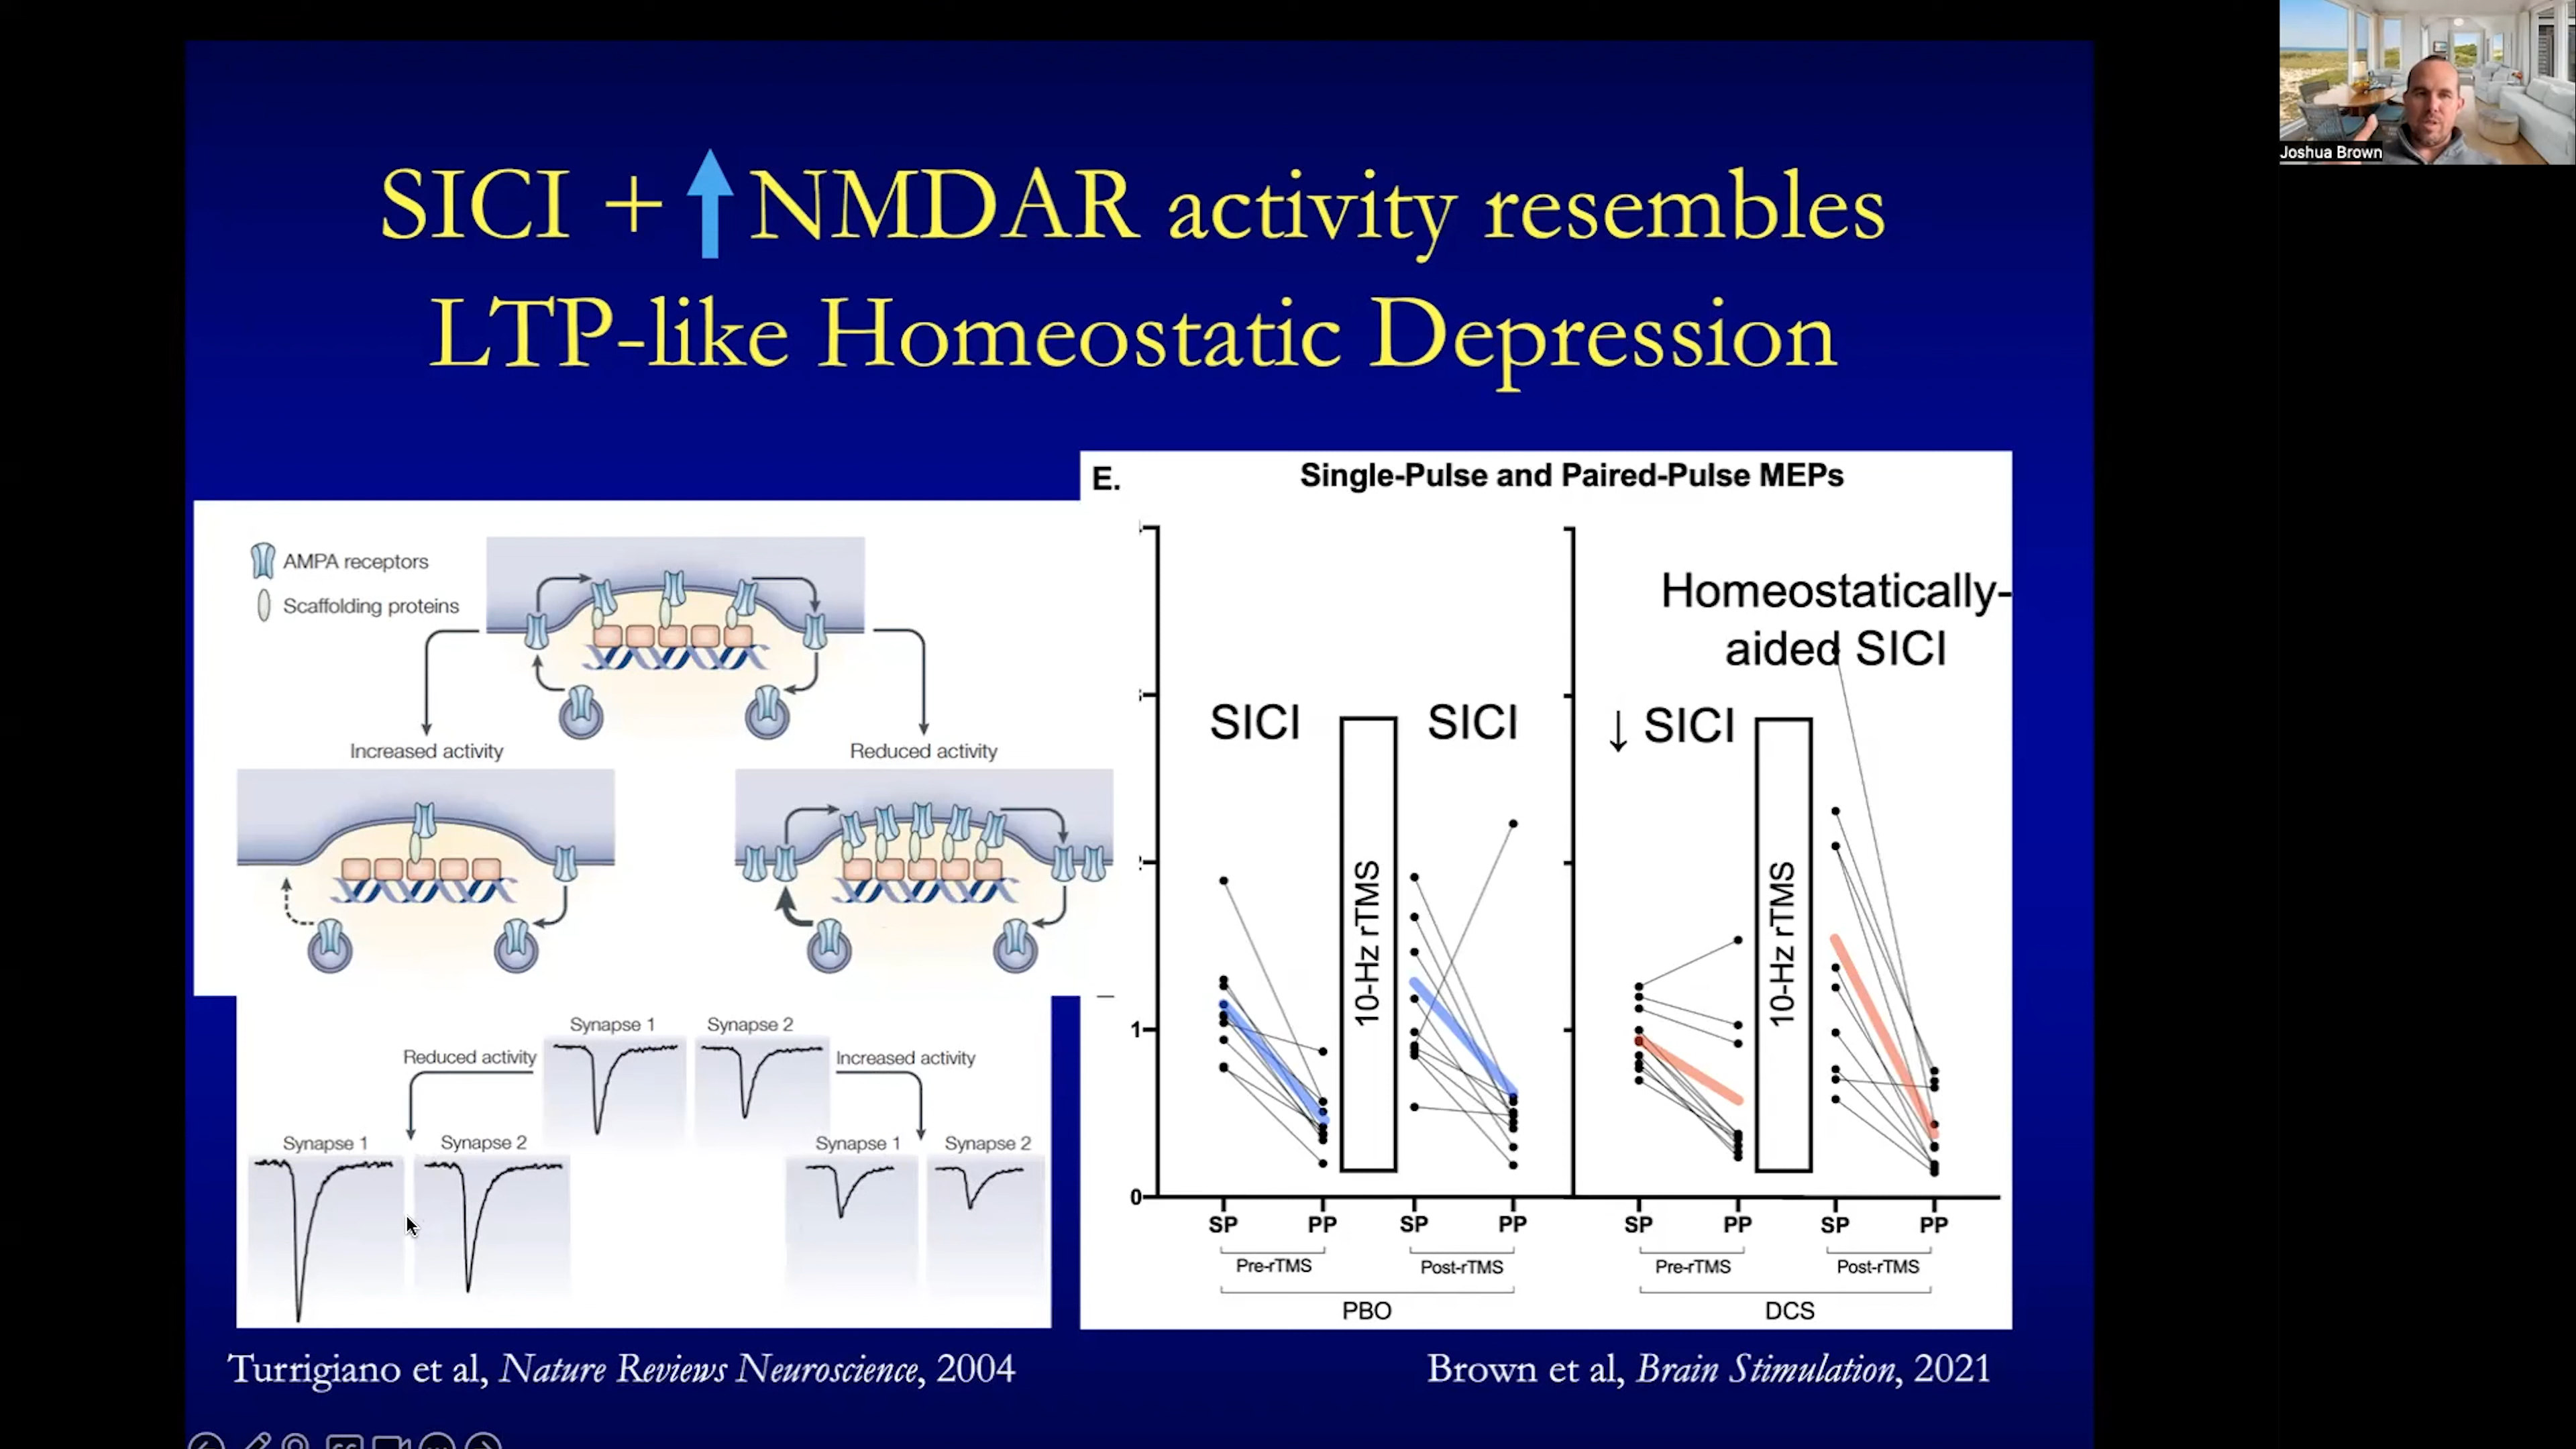 Joshua Brown
SICI + ↑ NMDAR activity resembles
LTP-like Homeostatic Depression
AMPA receptors
Scaffolding proteins
Increased activity
Reduced activity
Synapse 1
Synapse 2
Reduced activity
Increased activity
Synapse 1
Synapse 2
Synapse 1
Synapse 2
Turrigiano et al, Nature Reviews Neuroscience, 2004
E.
Single-Pulse and Paired-Pulse MEPs
Homeostatically-
aided SICI
SICI
SICI
↓ SICI
10-Hz rTMS
10-Hz rTMS
1
0
SP
PP
SP
PP
SP
PP
SP
PP
Pre-rTMS
Post-rTMS
Pre-rTMS
Post-rTMS
PBO
DCS
Brown et al, Brain Stimulation, 2021